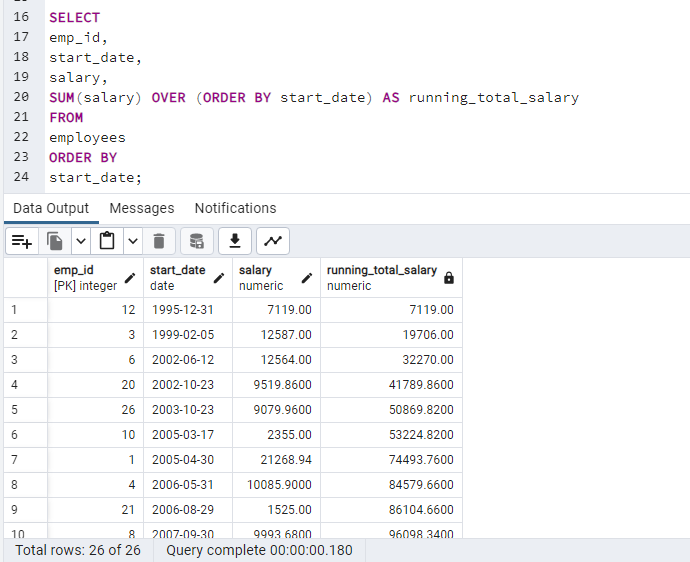 16 SELECT
17 emp_id,
18 start_date,
19 salary,
20 SUM(salary) OVER (ORDER BY start_date) AS running_total_salary
21 FROM
22 employees
23 ORDER BY
24 start_date;
Data Output Messages Notifications
emp_id start_date salary running_total_salary
[PK] integer date numeric numeric
1 12 1995-12-31 7119.00 7119.00
2 3 1999-02-05 12587.00 19706.00
3 6 2002-06-12 12564.00 32270.00
4 20 2002-10-23 9519.8600 41789.8600
5 26 2003-10-23 9079.9600 50869.8200
6 10 2005-03-17 2355.00 53224.8200
7 1 2005-04-30 21268.94 74493.7600
8 4 2006-05-31 10085.9000 84579.6600
9 21 2006-08-29 1525.00 86104.6600
10 8 2007-09-30 9993.6800 96098.3400
Total rows: 26 of 26 Query complete 00:00:00.180